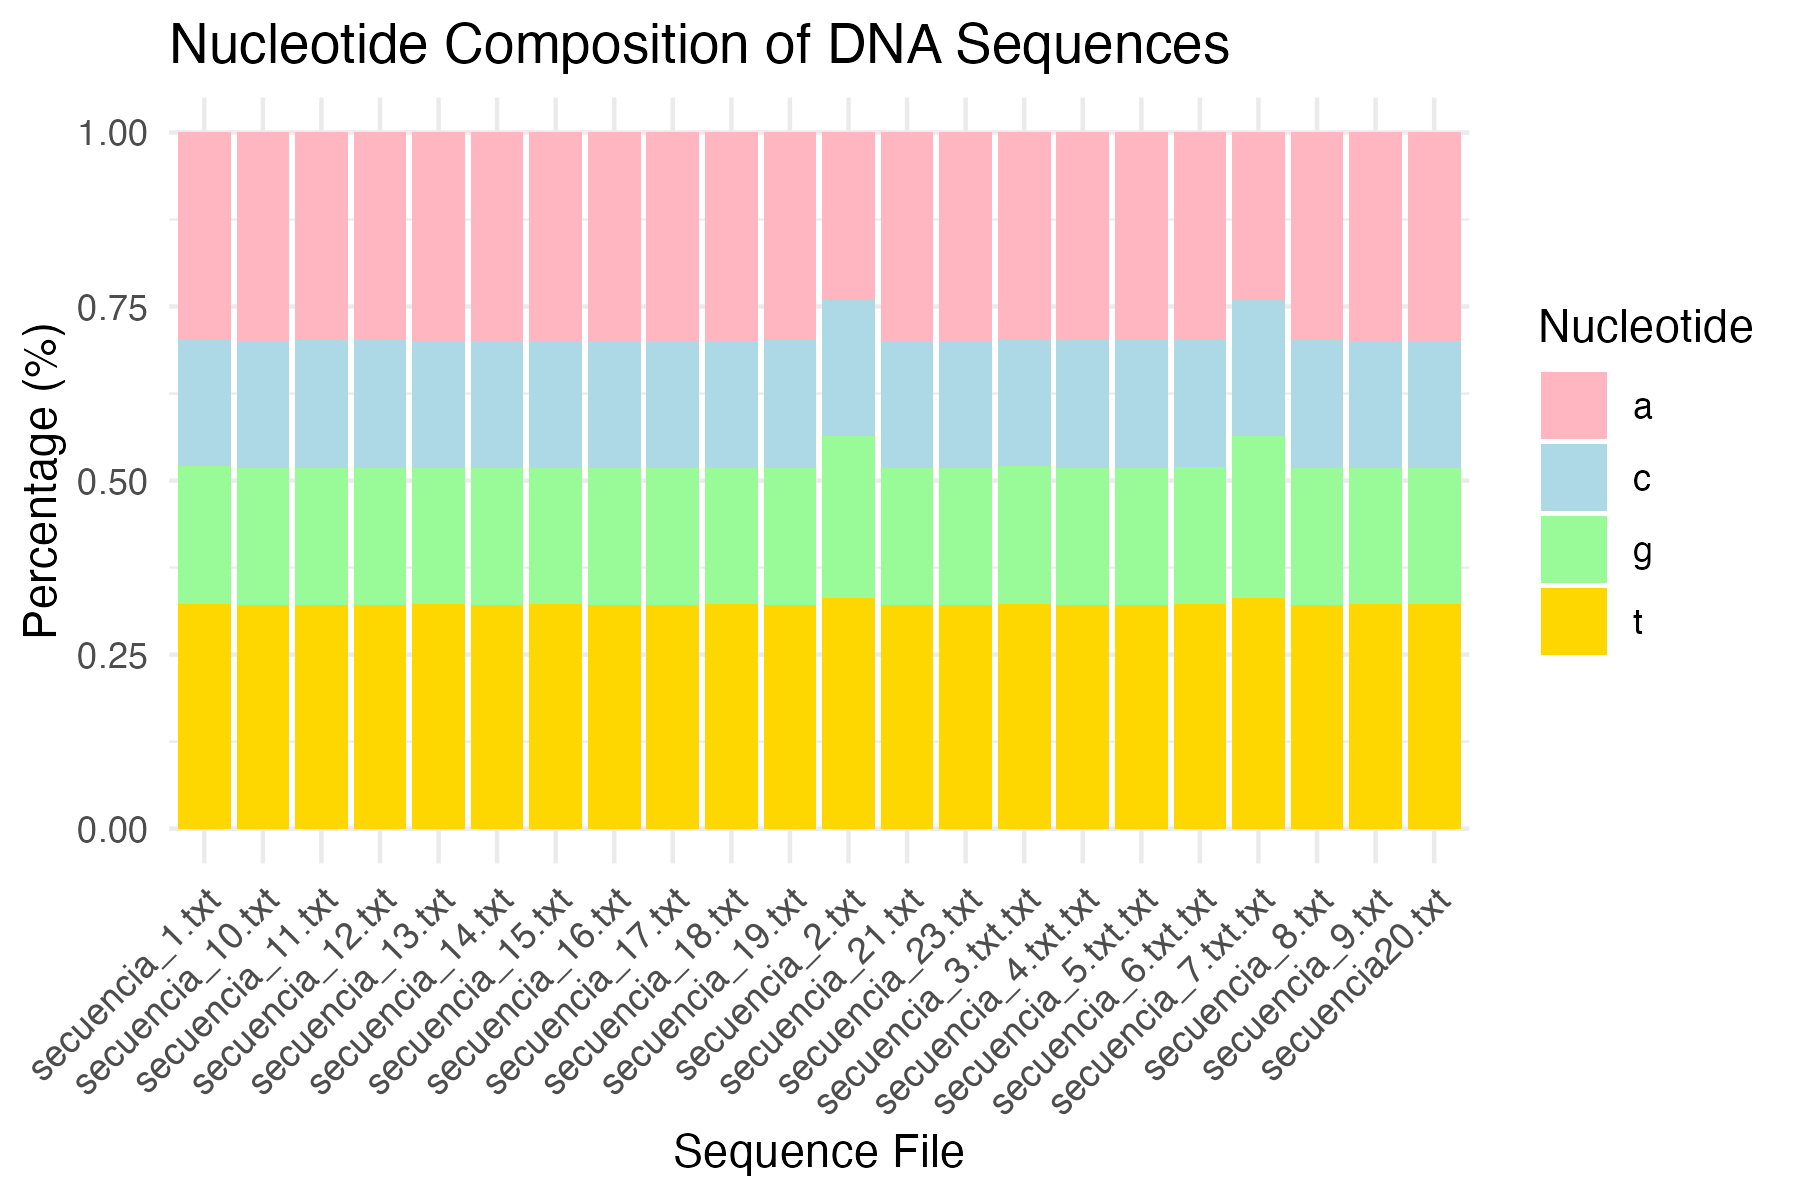 Nucleotide Composition of DNA Sequences
Percentage (%)
1.00
0.75
0.50
0.25
0.00
secuencia_1.txt
secuencia_10.txt
secuencia_11.txt
secuencia_12.txt
secuencia_13.txt
secuencia_14.txt
secuencia_15.txt
secuencia_16.txt
secuencia_17.txt
secuencia_18.txt
secuencia_19.txt
secuencia_2.txt
secuencia_21.txt
secuencia_23.txt
secuencia_3.txt.txt
secuencia_4.txt.txt
secuencia_5.txt.txt
secuencia_6.txt.txt
secuencia_7.txt.txt
secuencia_8.txt
secuencia_9.txt
secuencia20.txt
Sequence File
Nucleotide
a
c
g
t